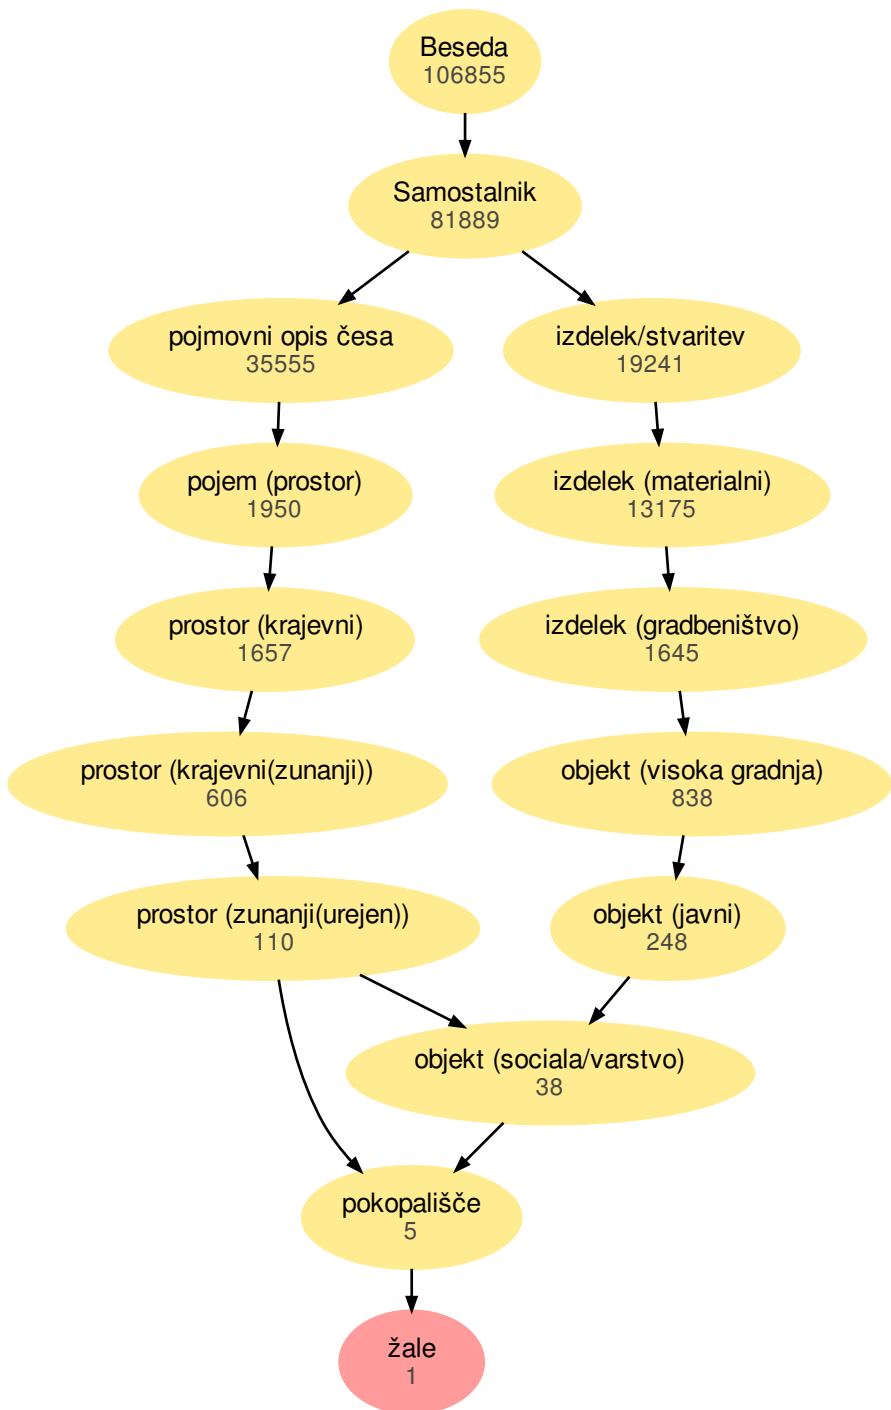 Beseda
106855
Samostalnik
81889
pojmovni opis česa
35555
izdelek/stvaritev
19241
pojem (prostor)
1950
izdelek (materialni)
13175
prostor (krajevni)
1657
izdelek (gradbeništvo)
1645
prostor (krajevni(zunanji))
606
objekt (visoka gradnja)
838
prostor (zunanji(urejen))
110
objekt (javni)
248
objekt (sociala/varstvo)
38
pokopališče
5
žale
1